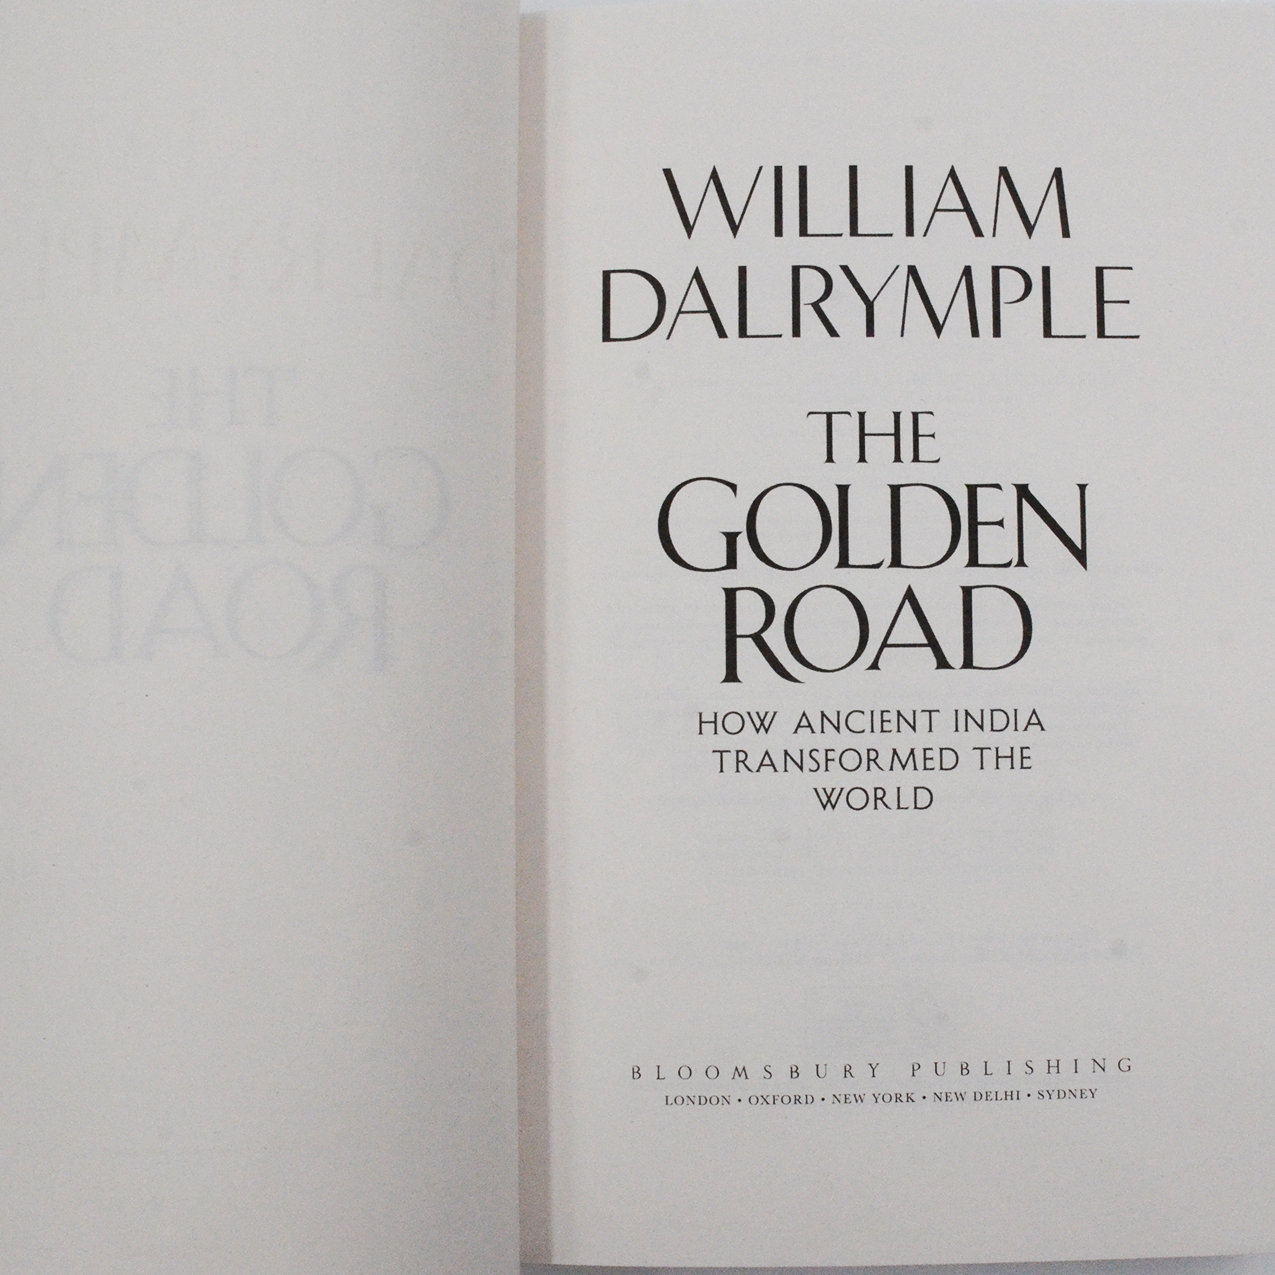 WILLIAM
DALRYMPLE
THE
GOLDEN
ROAD
HOW ANCIENT INDIA
TRANSFORMED THE
WORLD
BLOOMSBURY PUBLISHING
LONDON • OXFORD • NEW YORK • NEW DELHI • SYDNEY